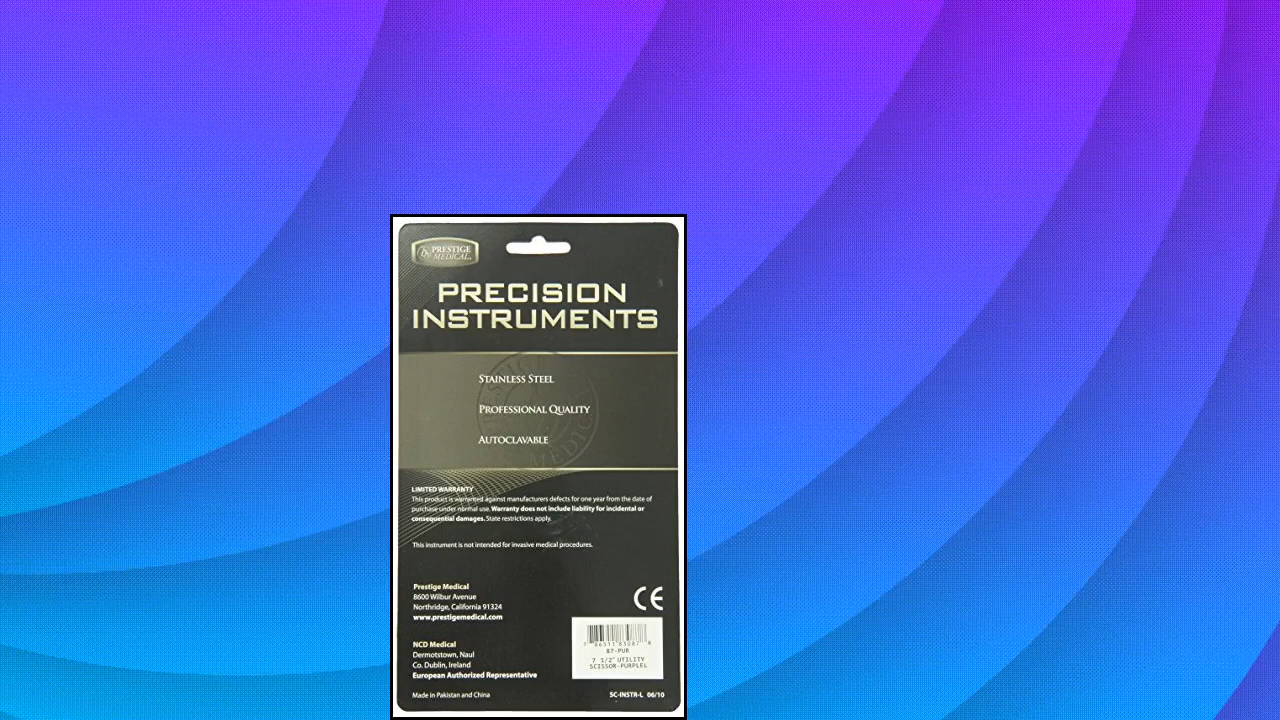 PRESTIGE
MEDICAL
PRECISION
INSTRUMENTS
STAINLESS STEEL
PROFESSIONAL QUALITY
AUTOCLAVABLE
LIMITED WARRANTY
This product is warranted against manufacturers defects for one year from the date of
purchase under normal use. Warranty does not include liability for incidental or
consequential damages. State restrictions apply.
This instrument is not intended for invasive medical procedures.
Prestige Medical
8600 Wilbur Avenue
Northridge, California 91324
www.prestigemedical.com
CE
NCD Medical
Dermotstown, Naul
Co. Dublin, Ireland
European Authorized Representative
87-PUR
7 1/2" UTILITY
SCISSOR-PURPLEL
Made in Pakistan and China
SC-INSTR-L 06/10